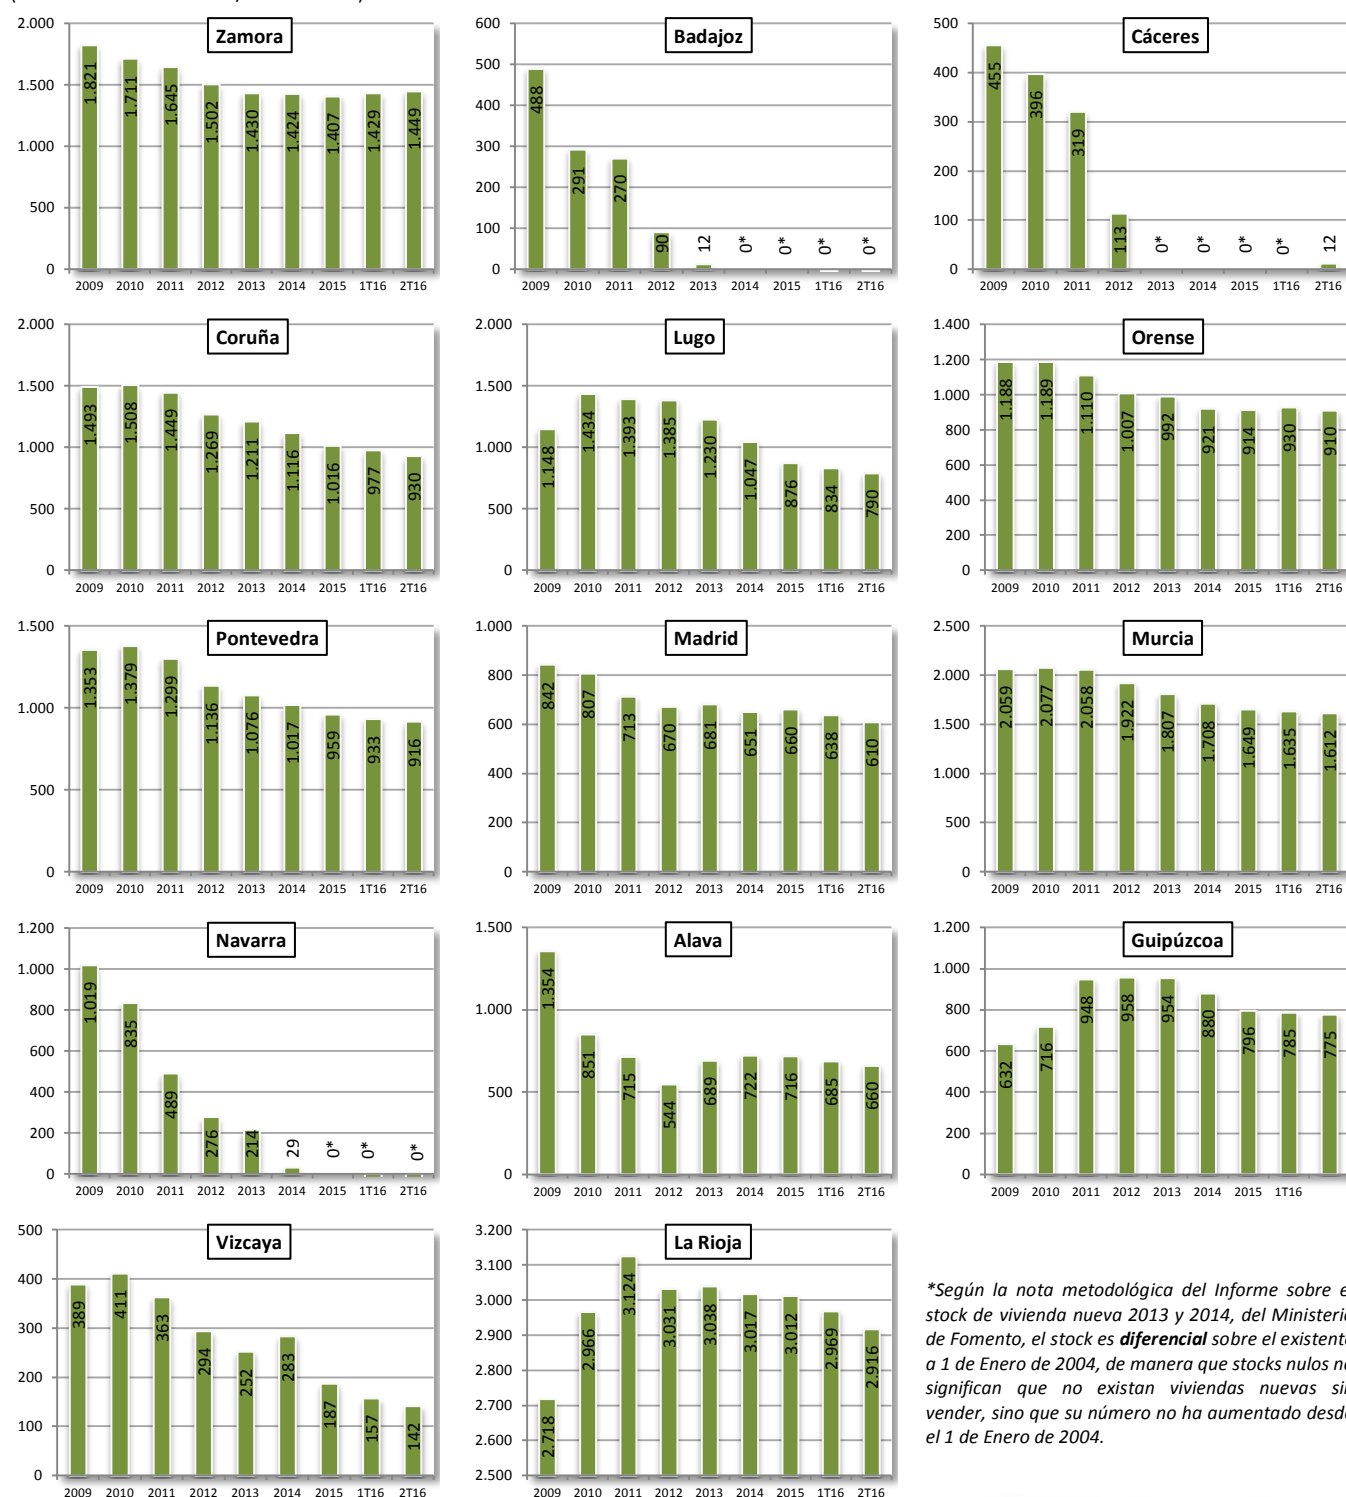 Zamora
2.000
1.500
1.000
500
0
1.821 1.711 1.645 1.502 1.430 1.424 1.407 1.429 1.449
2009 2010 2011 2012 2013 2014 2015 1T16 2T16
Badajoz
600
500
400
300
200
100
0
488 291 270 90 12 0* 0* 0* 0*
2009 2010 2011 2012 2013 2014 2015 1T16 2T16
Cáceres
500
400
300
200
100
0
455 396 319 113 0* 0* 0* 0* 12
2009 2010 2011 2012 2013 2014 2015 1T16 2T16
Coruña
2.000
1.500
1.000
500
0
1.493 1.508 1.449 1.269 1.211 1.116 1.016 977 930
2009 2010 2011 2012 2013 2014 2015 1T16 2T16
Lugo
2.000
1.500
1.000
500
0
1.148 1.434 1.393 1.385 1.230 1.047 876 834 790
2009 2010 2011 2012 2013 2014 2015 1T16 2T16
Orense
1.400
1.200
1.000
800
600
400
200
0
1.188 1.189 1.110 1.007 992 921 914 930 910
2009 2010 2011 2012 2013 2014 2015 1T16 2T16
Pontevedra
1.500
1.000
500
0
1.353 1.379 1.299 1.136 1.076 1.017 959 933 916
2009 2010 2011 2012 2013 2014 2015 1T16 2T16
Madrid
1.000
800
600
400
200
0
842 807 713 670 681 651 660 638 610
2009 2010 2011 2012 2013 2014 2015 1T16 2T16
Murcia
2.500
2.000
1.500
1.000
500
0
2.059 2.077 2.058 1.922 1.807 1.708 1.649 1.635 1.612
2009 2010 2011 2012 2013 2014 2015 1T16 2T16
Navarra
1.200
1.000
800
600
400
200
0
1.019 835 489 276 214 29 0* 0* 0*
2009 2010 2011 2012 2013 2014 2015 1T16 2T16
Alava
1.500
1.000
500
0
1.354 851 715 544 689 722 716 685 660
2009 2010 2011 2012 2013 2014 2015 1T16 2T16
Guipúzcoa
1.200
1.000
800
600
400
200
0
632 716 948 958 954 880 796 785 775
2009 2010 2011 2012 2013 2014 2015 1T16
Vizcaya
500
400
300
200
100
0
389 411 363 294 252 283 187 157 142
2009 2010 2011 2012 2013 2014 2015 1T16 2T16
La Rioja
3.200
3.100
3.000
2.900
2.800
2.700
2.600
2.500
2.718 2.966 3.124 3.031 3.038 3.017 3.012 2.969 2.916
2009 2010 2011 2012 2013 2014 2015 1T16 2T16
*Según la nota metodológica del Informe sobre e
stock de vivienda nueva 2013 y 2014, del Ministerio
de Fomento, el stock es diferencial sobre el existente
a 1 de Enero de 2004, de manera que stocks nulos no
significan que no existan viviendas nuevas sin
vender, sino que su número no ha aumentado desde
el 1 de Enero de 2004.